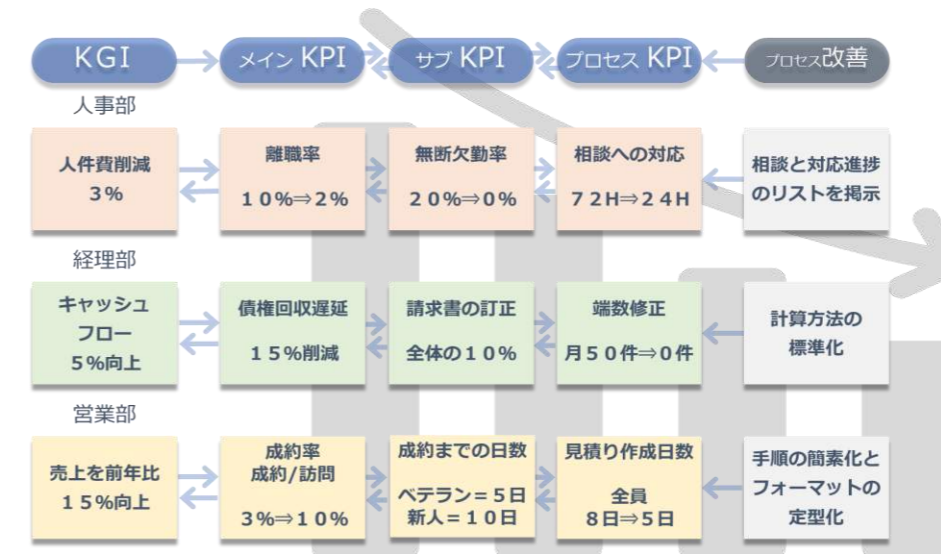 KGI
メイン KPI
サブ KPI
プロセス KPI
プロセス改善
人事部
人件費削減
3%
離職率
10%⇒2%
無断欠勤率
20%⇒0%
相談への対応
72H⇒24H
相談と対応進捗
のリストを掲示
経理部
キャッシュ
フロー
5%向上
債権回収遅延
15%削減
請求書の訂正
全体の10%
端数修正
月50件⇒0件
計算方法の
標準化
営業部
売上を前年比
15%向上
成約率
成約/訪問
3%⇒10%
成約までの日数
ベテラン=5日
新人=10日
見積り作成日数
全員
8日⇒5日
手順の簡素化と
フォーマットの
定型化